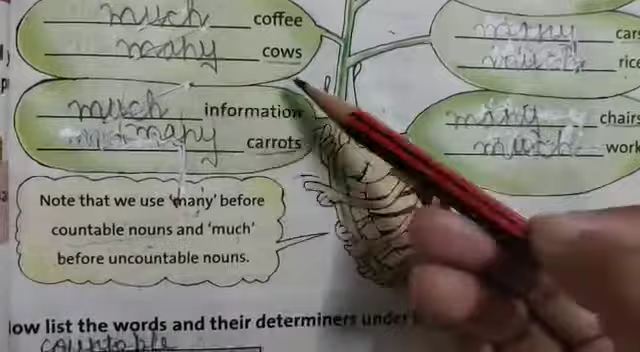 much coffee
many cows
much information
many carrots
many cars
much rice
many chairs
much work
Note that we use 'many' before
countable nouns and 'much'
before uncountable nouns.
low list the words and their determiners under
countable